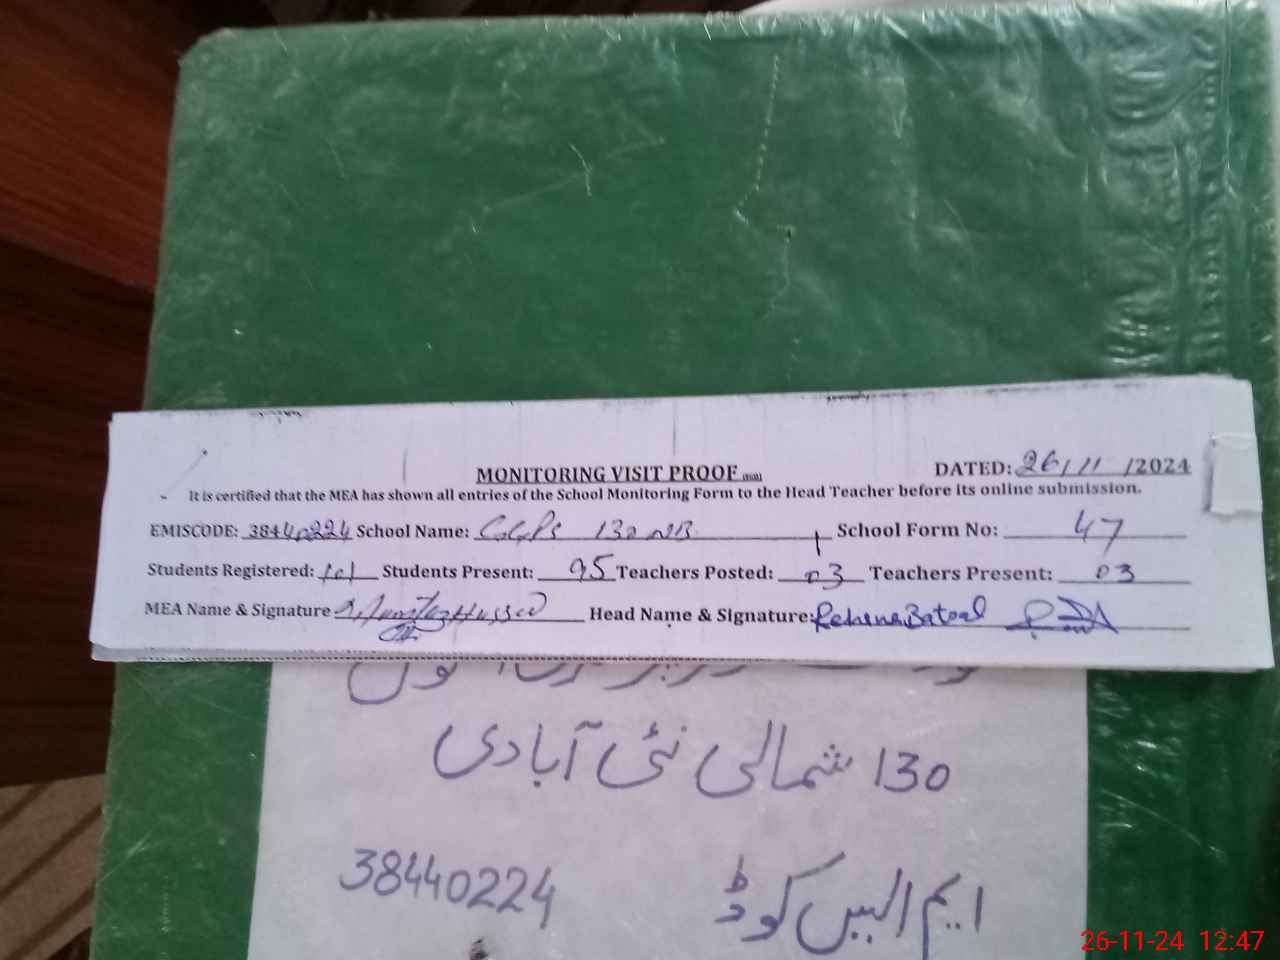 MONITORING VISIT PROOF
DATED: 26/11/2024
It is certified that the MEA has shown all entries of the School Monitoring Form to the Head Teacher before its online submission.
EMISCODE: 38440224 School Name: GGPS 130 NB School Form No: 47
Students Registered: 101 Students Present: 95 Teachers Posted: 03 Teachers Present: 03
MEA Name & Signature Head Name & Signature: Rehana Batool
130 شمالی نئی آبادی
ایم ایس کوڈ 38440224
26-11-24 12:47